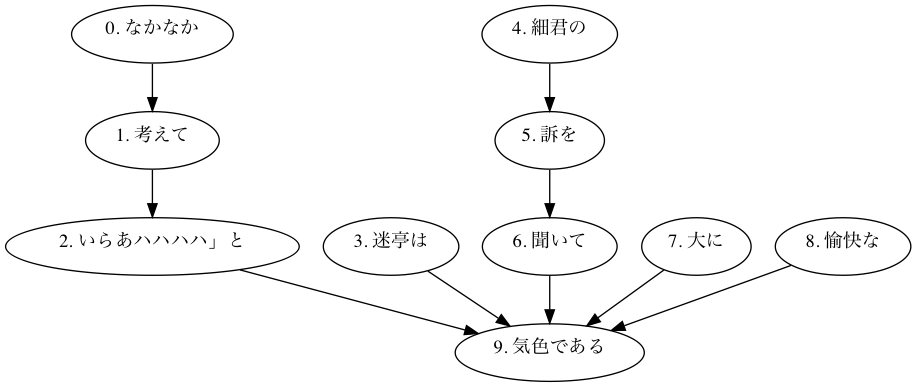 0. なかなか
4. 細君の
1. 考えて
5. 訴を
2. いらあハハハハ」と
3. 迷亭は
6. 聞いて
7. 大に
8. 愉快な
9. 気色である